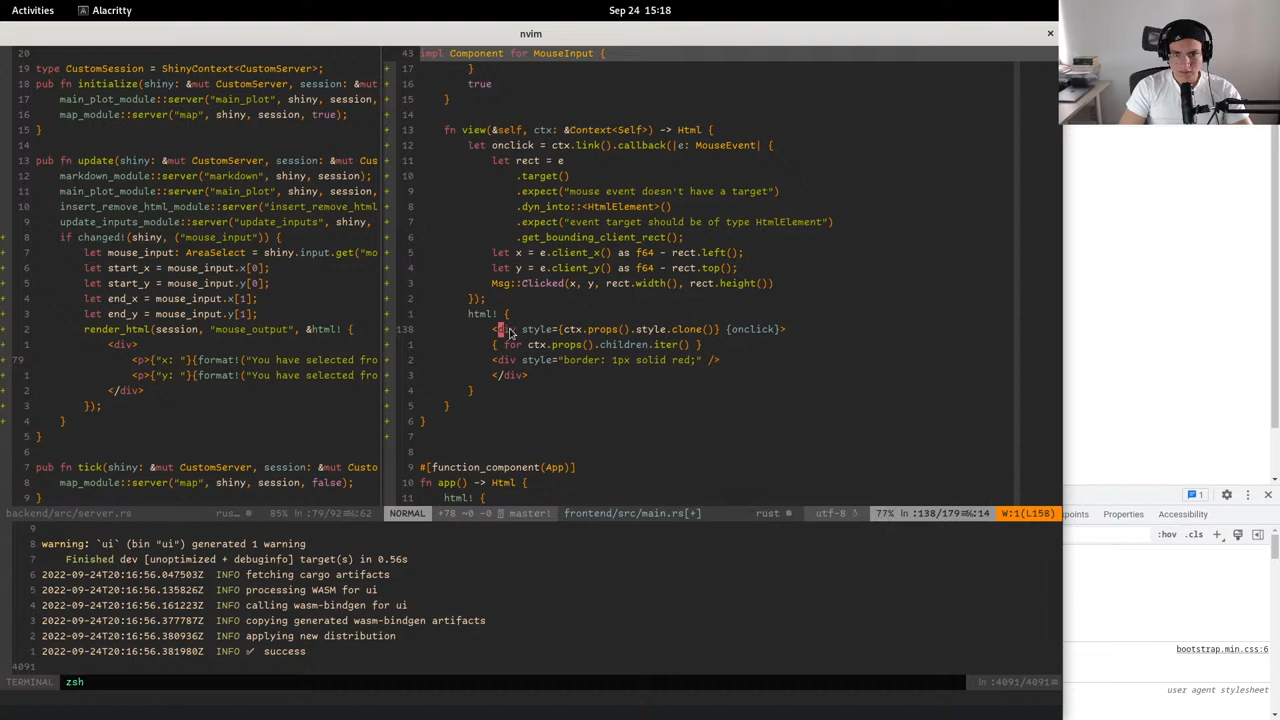 Activities
Alacritty
Sep 24 15:18
nvim
×
20
19 type CustomSession = ShinyContext<CustomServer>;
18 pub fn initialize(shiny: &mut CustomServer, session: &mut
17 main_plot_module::server("main_plot", shiny, session,
16 map_module::server("map", shiny, session, true);
15 }
14
13 pub fn update(shiny: &mut CustomServer, session: &mut Cus
12 markdown_module::server("markdown", shiny, session);
11 main_plot_module::server("main_plot", shiny, session,
10 insert_remove_html_module::server("insert_remove_html
9 update_inputs_module::server("update_inputs", shiny,
+ 8 if changed!(shiny, ("mouse_input")) {
+ 7 let mouse_input: AreaSelect = shiny.input.get("mo
+ 6 let start_x = mouse_input.x[0];
+ 5 let start_y = mouse_input.y[0];
+ 4 let end_x = mouse_input.x[1];
+ 3 let end_y = mouse_input.y[1];
+ 2 render_html(session, "mouse_output", &html! {
+ 1 <div>
+ 79 <p>{"x: "}{format!("You have selected fro
+ 1 <p>{"y: "}{format!("You have selected fro
+ 2 </div>
+ 3 });
+ 4 }
5 }
6
7 pub fn tick(shiny: &mut CustomServer, session: &mut Custo
8 map_module::server("map", shiny, session, false);
9 }
backend/src/server.rs rus… 85% ln:79/92 ℅:62
43 impl Component for MouseInput {
+ 17 }
+ 16 true
+ 15 }
+ 14
+ 13 fn view(&self, ctx: &Context<Self>) -> Html {
+ 12 let onclick = ctx.link().callback(|e: MouseEvent| {
+ 11 let rect = e
+ 10 .target()
+ 9 .expect("mouse event doesn't have a target")
+ 8 .dyn_into::<HtmlElement>()
+ 7 .expect("event target should be of type HtmlElement")
+ 6 .get_bounding_client_rect();
+ 5 let x = e.client_x() as f64 - rect.left();
+ 4 let y = e.client_y() as f64 - rect.top();
+ 3 Msg::Clicked(x, y, rect.width(), rect.height())
+ 2 });
+ 1 html! {
+ 138 <div style={ctx.props().style.clone()} {onclick}>
+ 1 { for ctx.props().children.iter() }
+ 2 <div style="border: 1px solid red;" />
+ 3 </div>
+ 4 }
+ 5 }
+ 6 }
+ 7
8
9 #[function_component(App)]
10 fn app() -> Html {
11 html! {
NORMAL +78 ~0 -0 master! frontend/src/main.rs[+] rust utf-8 77% ln:138/179 ℅:14 W:1(L158)
9
8 warning: `ui` (bin "ui") generated 1 warning
7 Finished dev [unoptimized + debuginfo] target(s) in 0.56s
6 2022-09-24T20:16:56.047503Z INFO fetching cargo artifacts
5 2022-09-24T20:16:56.135826Z INFO processing WASM for ui
4 2022-09-24T20:16:56.161223Z INFO calling wasm-bindgen for ui
3 2022-09-24T20:16:56.377787Z INFO copying generated wasm-bindgen artifacts
2 2022-09-24T20:16:56.380936Z INFO applying new distribution
1 2022-09-24T20:16:56.381980Z INFO ✔ success
4091
TERMINAL zsh ln:4091/4091
1
points Properties Accessibility
:hov .cls
bootstrap.min.css:6
user agent stylesheet